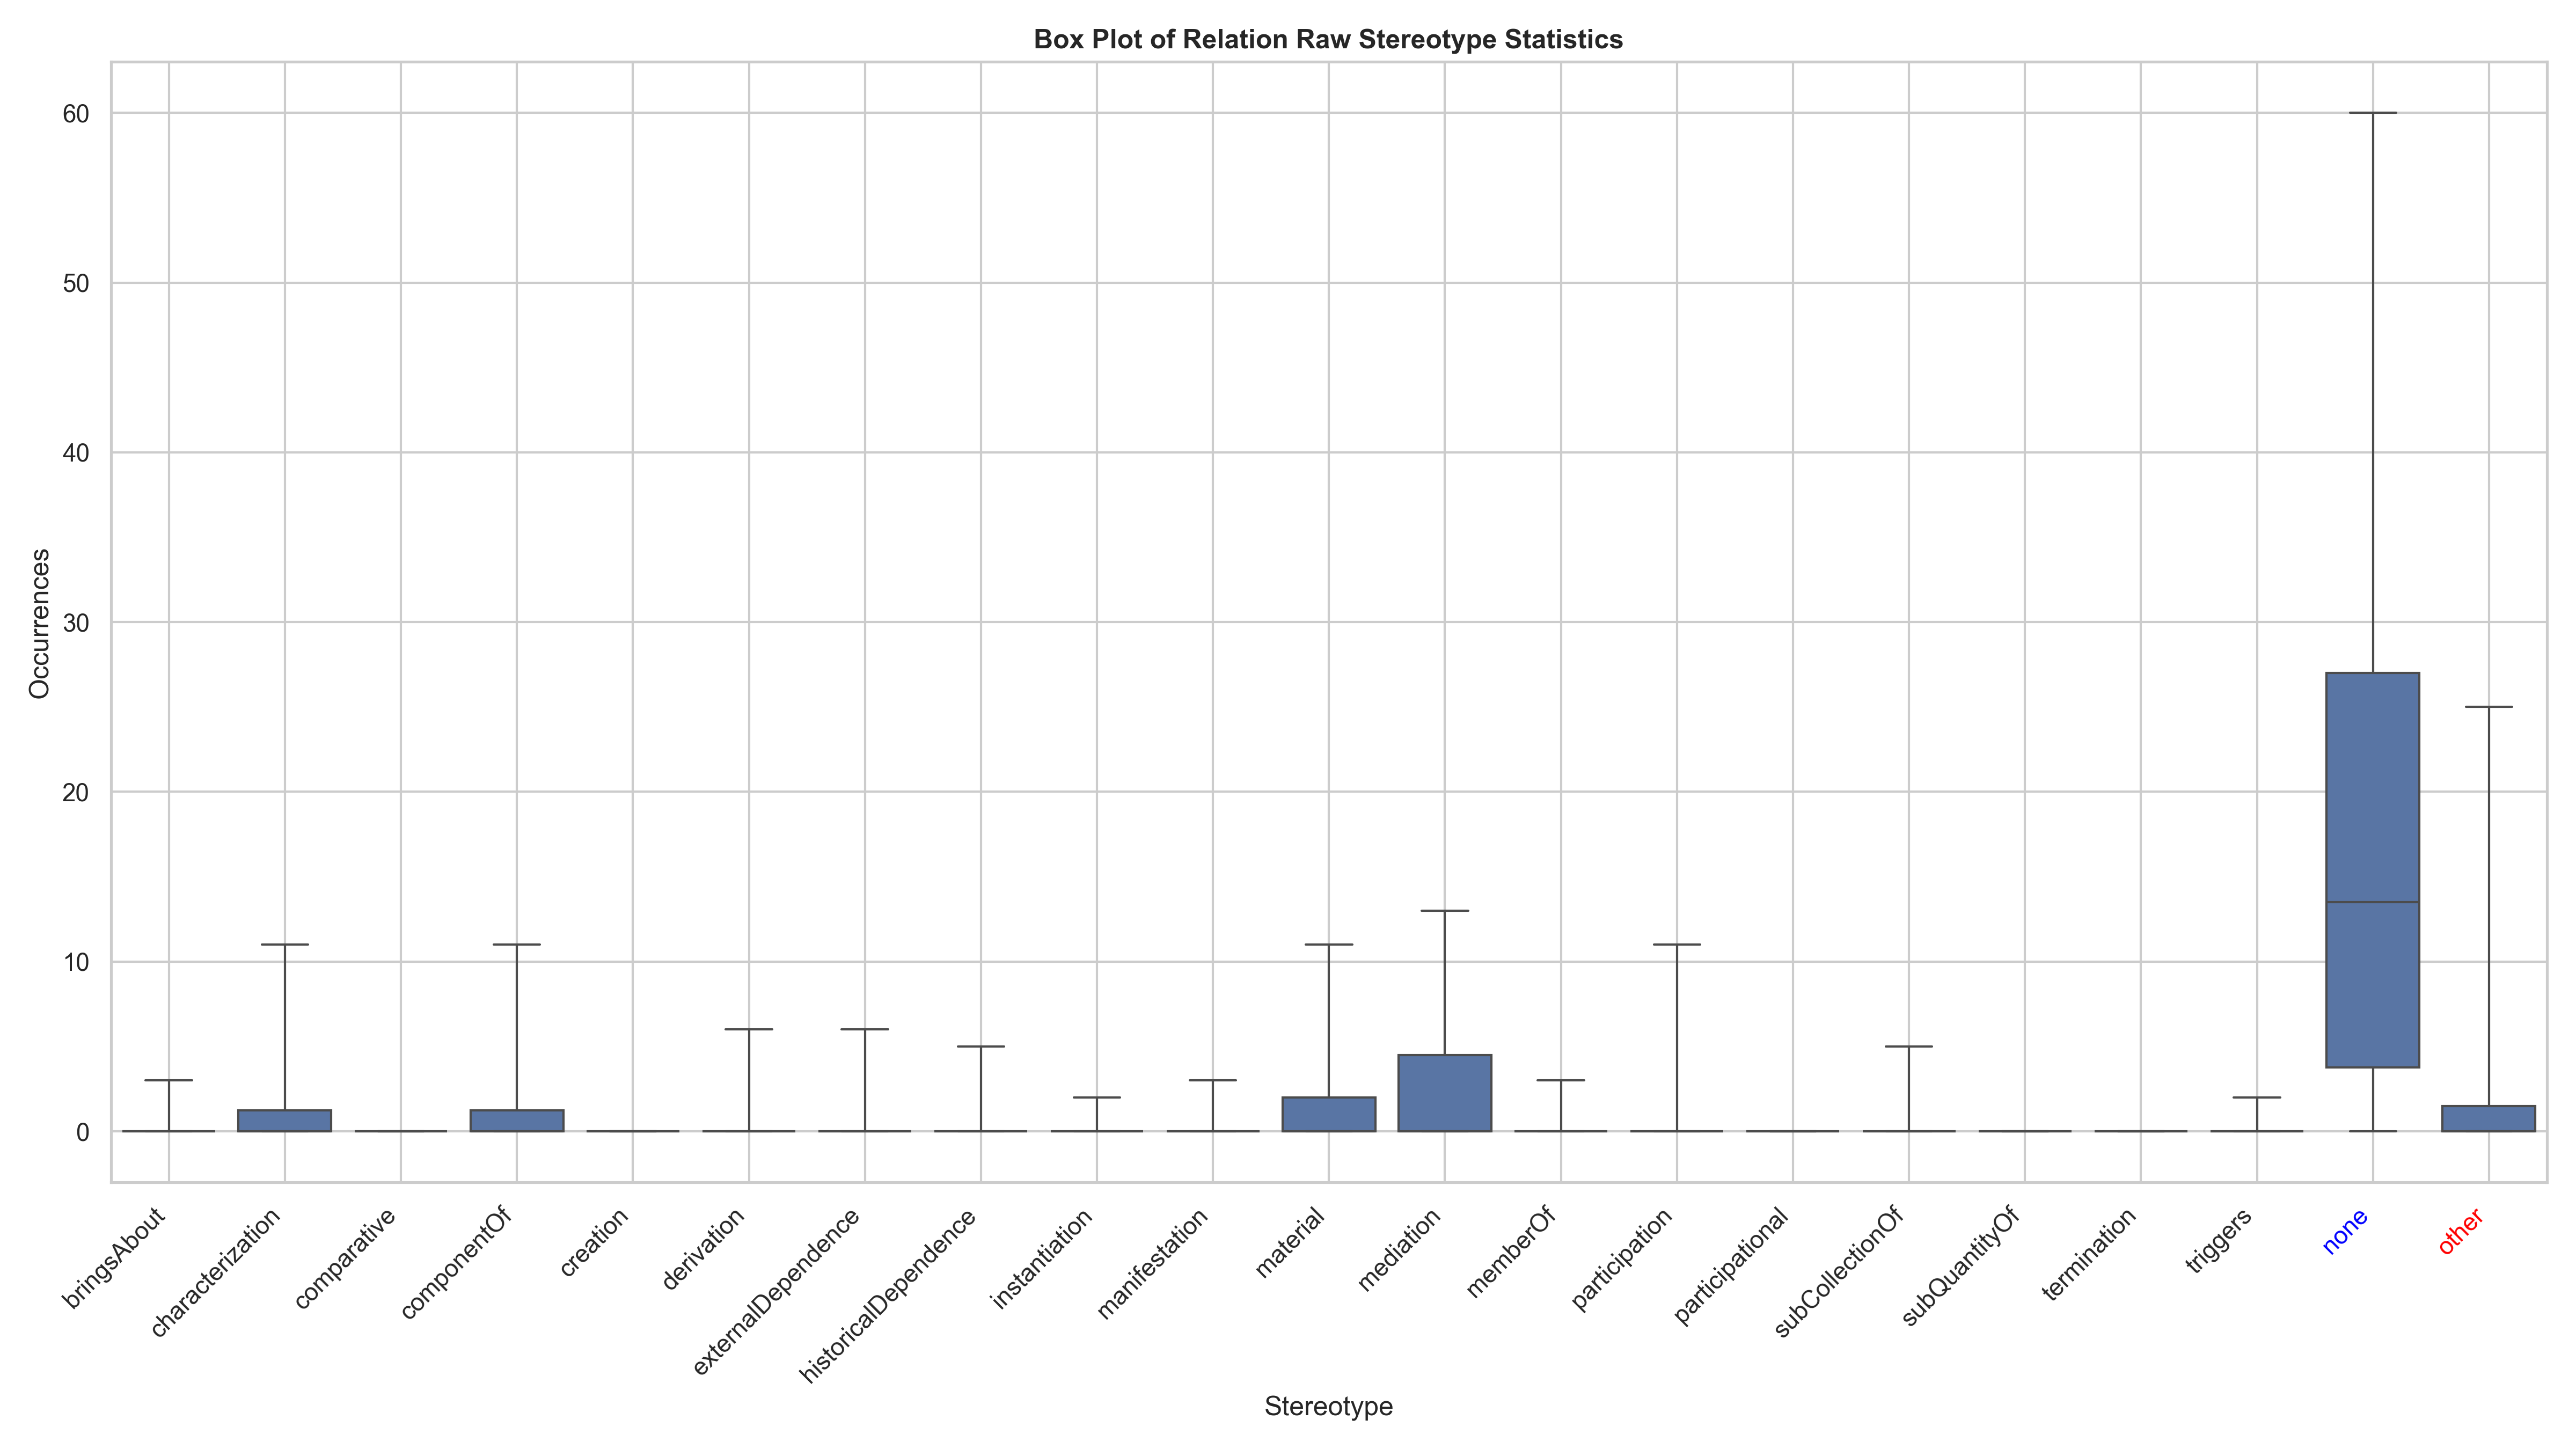 Box Plot of Relation Raw Stereotype Statistics
60
50
40
30
20
10
0
Occurrences
bringsAbout
characterization
comparative
componentOf
creation
derivation
externalDependence
historicalDependence
instantiation
manifestation
material
mediation
memberOf
participation
participational
subCollectionOf
subQuantityOf
termination
triggers
none
other
Stereotype